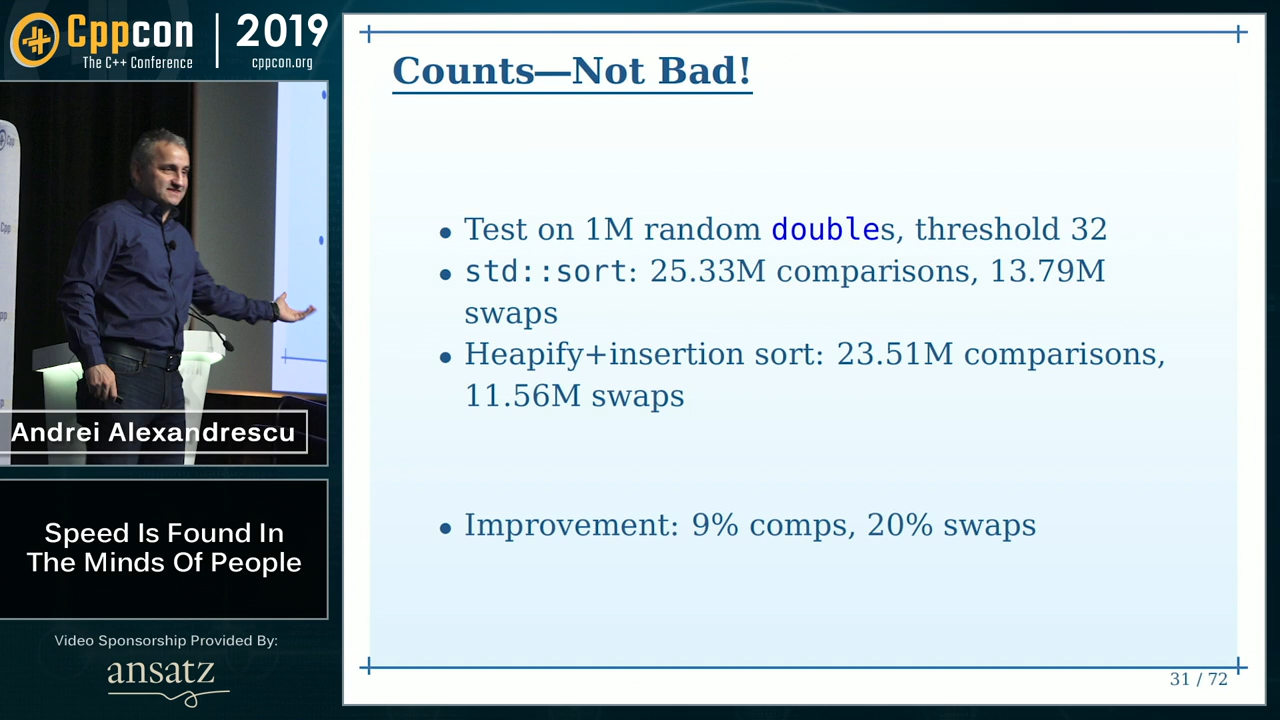 Cppcon | 2019
The C++ Conference
cppcon.org
Andrei Alexandrescu
Speed Is Found In
The Minds Of People
Video Sponsorship Provided By:
ansatz
Counts—Not Bad!
• Test on 1M random doubles, threshold 32
• std::sort: 25.33M comparisons, 13.79M
swaps
• Heapify+insertion sort: 23.51M comparisons,
11.56M swaps
• Improvement: 9% comps, 20% swaps
31 / 72